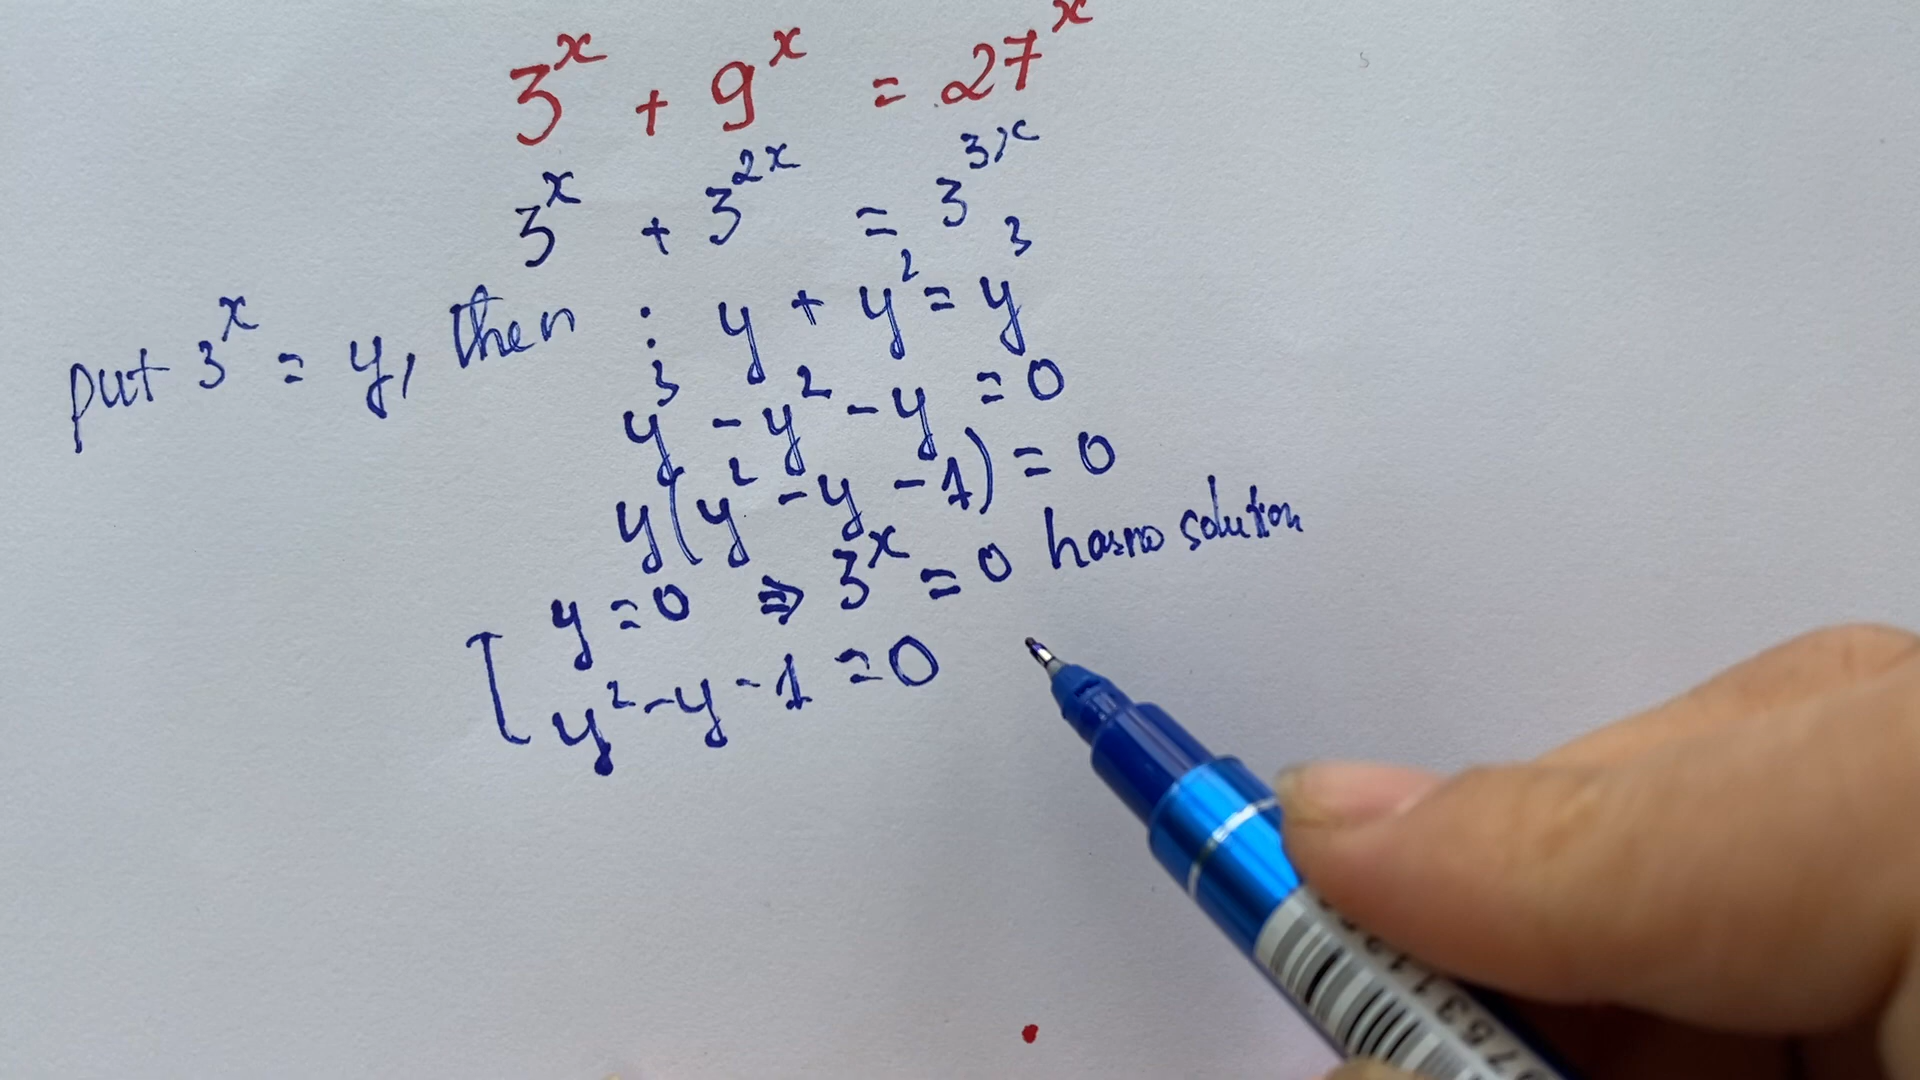 3^x + 9^x = 27^x
3^x + 3^2x = 3^3x
put 3^x = y, then : y + y^2 = y^3
y^3 - y^2 - y = 0
y(y^2 - y - 1) = 0
y = 0 ⇒ 3^x = 0 has no solution
y^2 - y - 1 = 0